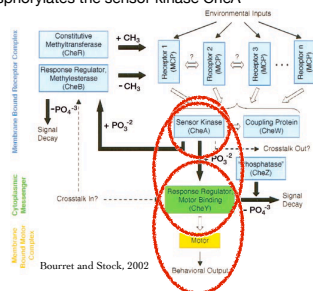 phorylates the sensor kinase CheA
Environmental Inputs
Constitutive
Methyltransferase
(CheR)
+ CH₃
Response Regulator,
Methylesterase
(CheB)
- CH₃
Receptor 1
(MCP)
?
Receptor 2
(MCP)
Receptor 3
(MCP)
?
Receptor n
(MCP)
Membrane Bound Receptor Complex
-PO₄⁻³
Signal
Decay
+ PO₃⁻²
Sensor Kinase
(CheA)
Coupling Protein
(CheW)
Crosstalk Out?
PO₃⁻²
"Phosphatase"
(CheZ)
Cytoplasmic
Messenger
Crosstalk In?
Response Regulator
Motor Binding
(CheY)
- PO₄⁻³
Signal
Decay
Membrane
Bound Motor
Complex
Motor
Bourret and Stock, 2002
Behavioral Output